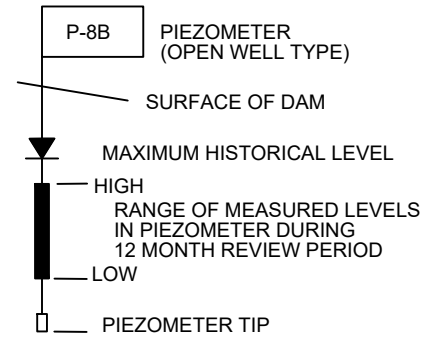 P-8B
PIEZOMETER
(OPEN WELL TYPE)
SURFACE OF DAM
MAXIMUM HISTORICAL LEVEL
HIGH
RANGE OF MEASURED LEVELS
IN PIEZOMETER DURING
12 MONTH REVIEW PERIOD
LOW
PIEZOMETER TIP